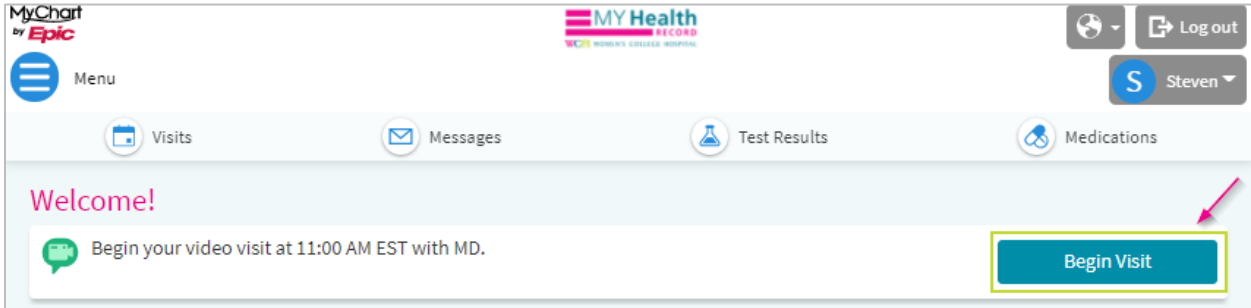 MyChart
by Epic
MY Health
RECORD
WCH WOMEN'S COLLEGE HOSPITAL
Log out
Menu
S Steven
Visits
Messages
Test Results
Medications
Welcome!
Begin your video visit at 11:00 AM EST with MD.
Begin Visit